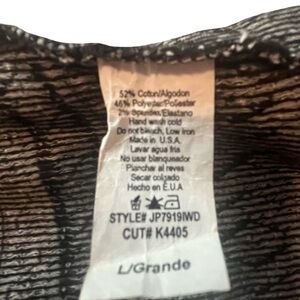 52% Coton/Algodon
46% Polyester/Poliester
2% Spandex/Elastano
Hand wash cold
Do not bleach, Low iron
Made in U.S.A.
Lavar agua fria
No usar blanqueador
Planchar al reves
Secar colgado
Hecho en E.U.A
STYLE# JP7919IWD
CUT# K4405
L/Grande